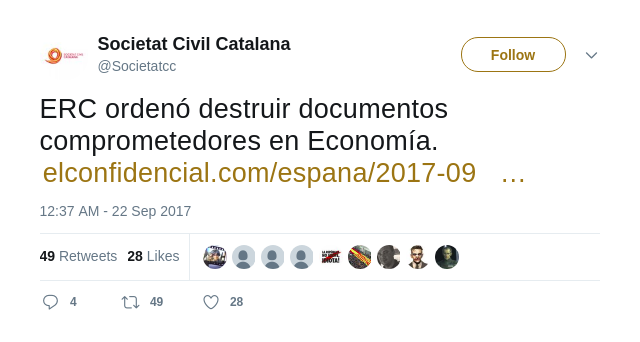 Societat Civil Catalana
@Societatcc
Follow
ERC ordenó destruir documentos
comprometedores en Economía.
elconfidencial.com/espana/2017-09 …
12:37 AM - 22 Sep 2017
49 Retweets 28 Likes
4 49 28